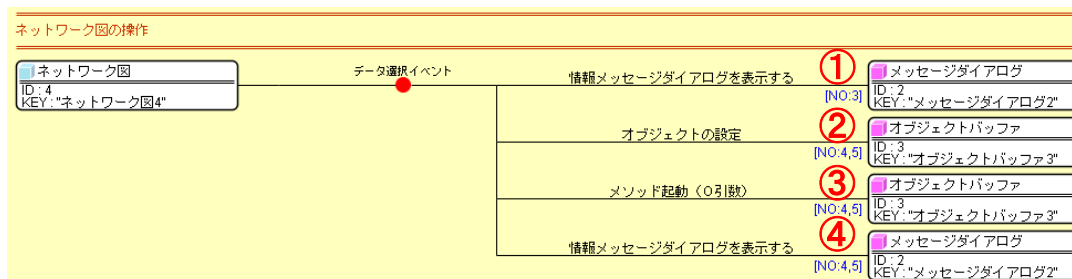 ネットワーク図の操作
ネットワーク図
ID : 4
KEY : "ネットワーク図4"
データ選択イベント
情報メッセージダイアログを表示する
①
[NO:3]
メッセージダイアログ
ID : 2
KEY : "メッセージダイアログ2"
オブジェクトの設定
②
[NO:4,5]
オブジェクトバッファ
ID : 3
KEY : "オブジェクトバッファ3"
メソッド起動（0引数）
③
[NO:4,5]
オブジェクトバッファ
ID : 3
KEY : "オブジェクトバッファ3"
情報メッセージダイアログを表示する
④
[NO:4,5]
メッセージダイアログ
ID : 2
KEY : "メッセージダイアログ2"